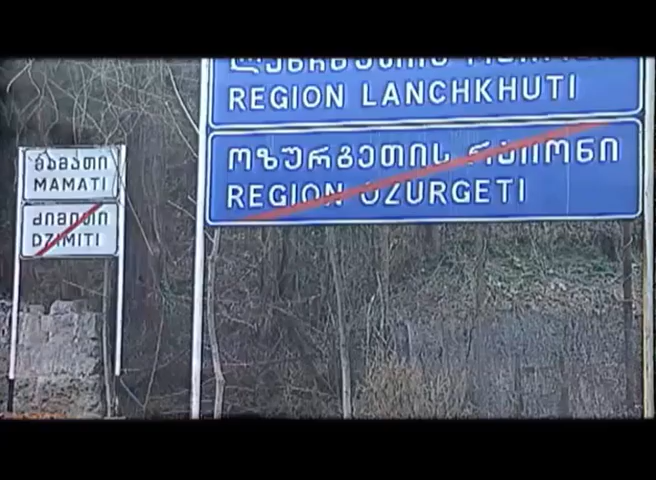 მამათი
MAMATI
ძიმითი
DZIMITI
REGION LANCHKHUTI
ოზურგეთის რაიონი
REGION OZURGETI